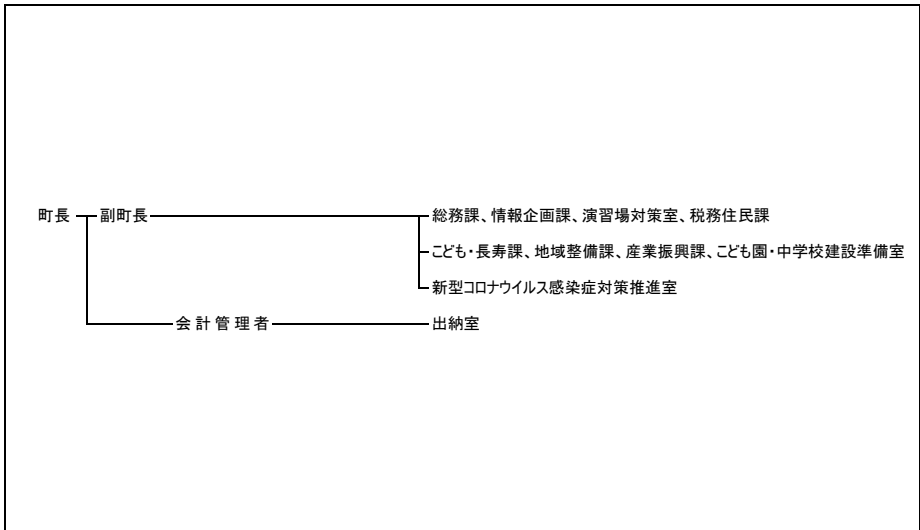 町長 副町長 総務課、情報企画課、演習場対策室、税務住民課
こども・長寿課、地域整備課、産業振興課、こども園・中学校建設準備室
新型コロナウイルス感染症対策推進室
会計管理者 出納室